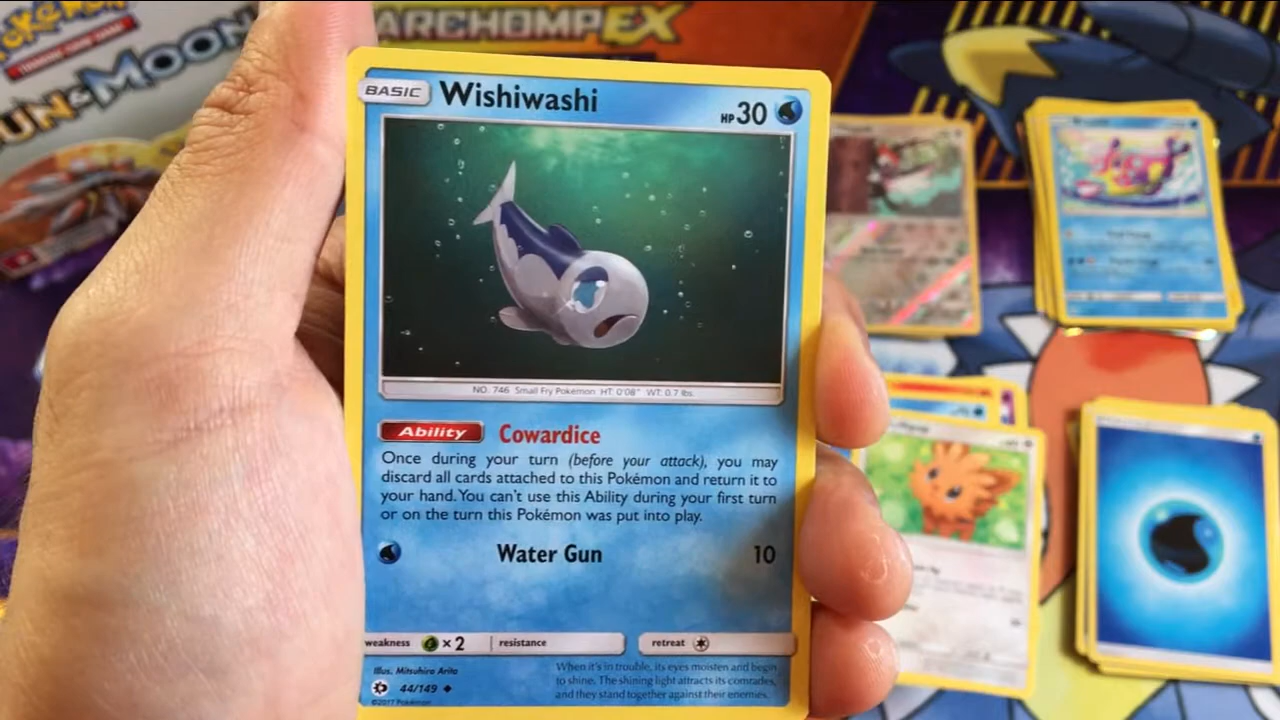 Pokémon
SUN & MOON
GARCHOMP EX
BASIC Wishiwashi HP 30
NO. 746 Small Fry Pokémon HT: 0'08" WT: 0.7 lbs.
Ability Cowardice
Once during your turn (before your attack), you may
discard all cards attached to this Pokémon and return it to
your hand. You can't use this Ability during your first turn
or on the turn this Pokémon was put into play.
Water Gun 10
weakness ×2 resistance retreat
Illus. Mitsuhiro Arita
44/149
©2017 Pokémon
When it's in trouble, its eyes moisten and begin
to shine. The shining light attracts its comrades,
and they stand together against their enemies.